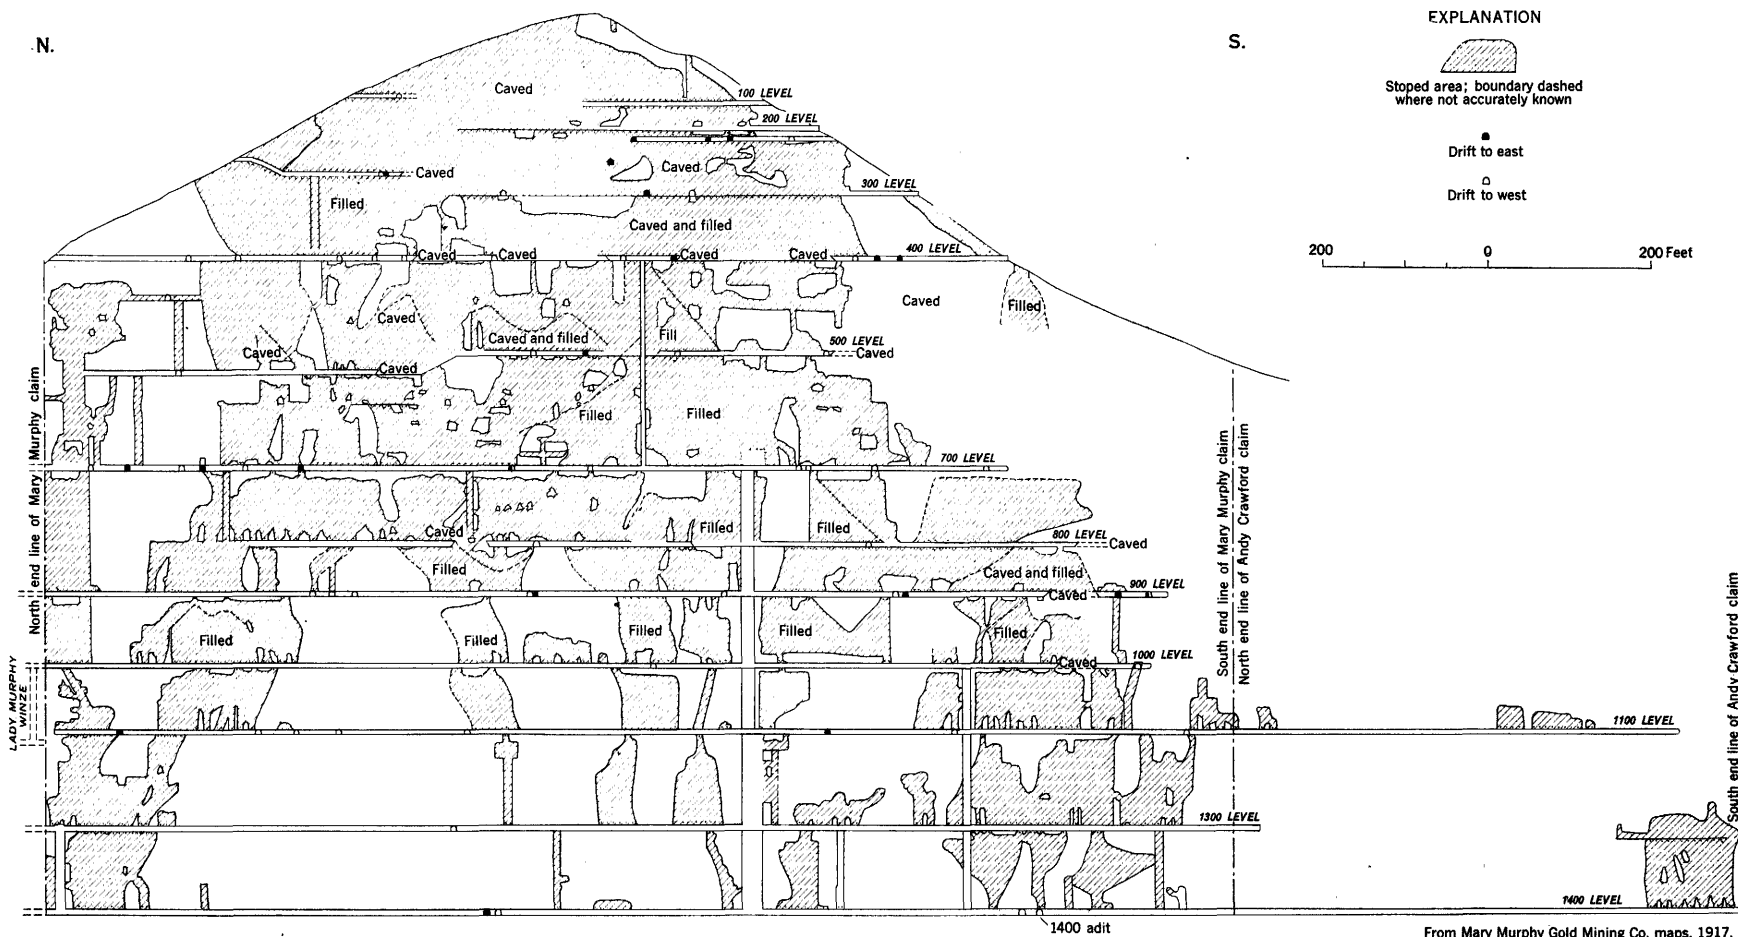 N.
S.
EXPLANATION
Stoped area; boundary dashed
where not accurately known
Drift to east
Drift to west
200
0
200 Feet
Caved
100 LEVEL
200 LEVEL
Caved
Caved
300 LEVEL
Filled
Caved and filled
400 LEVEL
Caved
Caved
Caved
Caved
Caved
Filled
Caved
Caved and filled
Fill
500 LEVEL
Caved
Caved
Caved
Filled
Filled
700 LEVEL
Caved
Filled
Filled
800 LEVEL
Caved
Filled
Caved and filled
900 LEVEL
Caved
Filled
Filled
Filled
Filled
Filled
1000 LEVEL
Caved
1100 LEVEL
1300 LEVEL
1400 LEVEL
1400 adit
North end line of Mary Murphy claim
LADY MURPHY
WINZE
South end line of Mary Murphy claim
North end line of Andy Crawford claim
South end line of Andy Crawford claim
From Mary Murphy Gold Mining Co. maps, 1917.